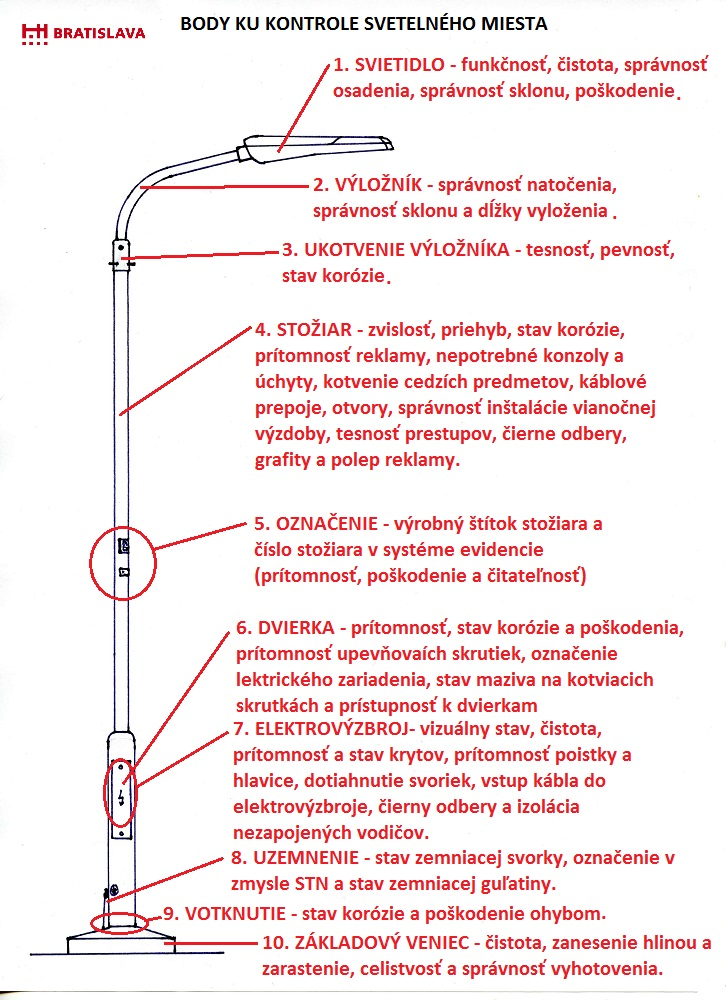 BRATISLAVA
BODY KU KONTROLE SVETELNÉHO MIESTA
1. SVIETIDLO - funkčnosť, čistota, správnosť
osadenia, správnosť sklonu, poškodenie.
2. VÝLOŽNÍK - správnosť natočenia,
správnosť sklonu a dĺžky vyloženia .
3. UKOTVENIE VÝLOŽNÍKA - tesnosť, pevnosť,
stav korózie.
4. STOŽIAR - zvislosť, priehyb, stav korózie,
prítomnosť reklamy, nepotrebné konzoly a
úchyty, kotvenie cedzích predmetov, káblové
prepoje, otvory, správnosť inštalácie vianočnej
výzdoby, tesnosť prestupov, čierne odbery,
grafity a polep reklamy.
5. OZNAČENIE - výrobný štítok stožiara a
číslo stožiara v systéme evidencie
(prítomnosť, poškodenie a čitateľnosť)
6. DVIERKA - prítomnosť, stav korózie a poškodenia,
prítomnosť upevňovaích skrutiek, označenie
lektrického zariadenia, stav maziva na kotviacich
skrutkách a prístupnosť k dvierkam
7. ELEKTROVÝZBROJ- vizuálny stav, čistota,
prítomnosť a stav krytov, prítomnosť poistky a
hlavice, dotiahnutie svoriek, vstup kábla do
elektrovýzbroje, čierny odbery a izolácia
nezapojených vodičov.
8. UZEMNENIE - stav zemniacej svorky, označenie v
zmysle STN a stav zemniacej guľatiny.
9. VOTKNUTIE - stav korózie a poškodenie ohybom.
10. ZÁKLADOVÝ VENIEC - čistota, zanesenie hlinou a
zarastenie, celistvosť a správnosť vyhotovenia.